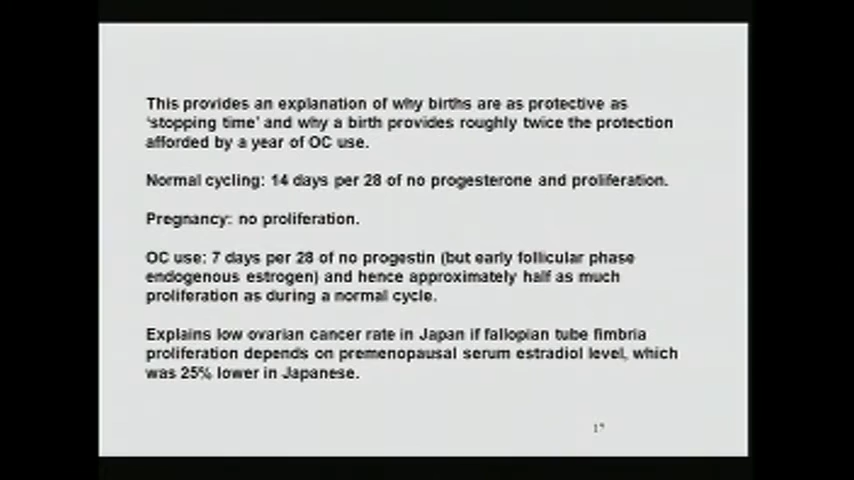 This provides an explanation of why births are as protective as
'stopping time' and why a birth provides roughly twice the protection
afforded by a year of OC use.
Normal cycling: 14 days per 28 of no progesterone and proliferation.
Pregnancy: no proliferation.
OC use: 7 days per 28 of no progestin (but early follicular phase
endogenous estrogen) and hence approximately half as much
proliferation as during a normal cycle.
Explains low ovarian cancer rate in Japan if fallopian tube fimbria
proliferation depends on premenopausal serum estradiol level, which
was 25% lower in Japanese.